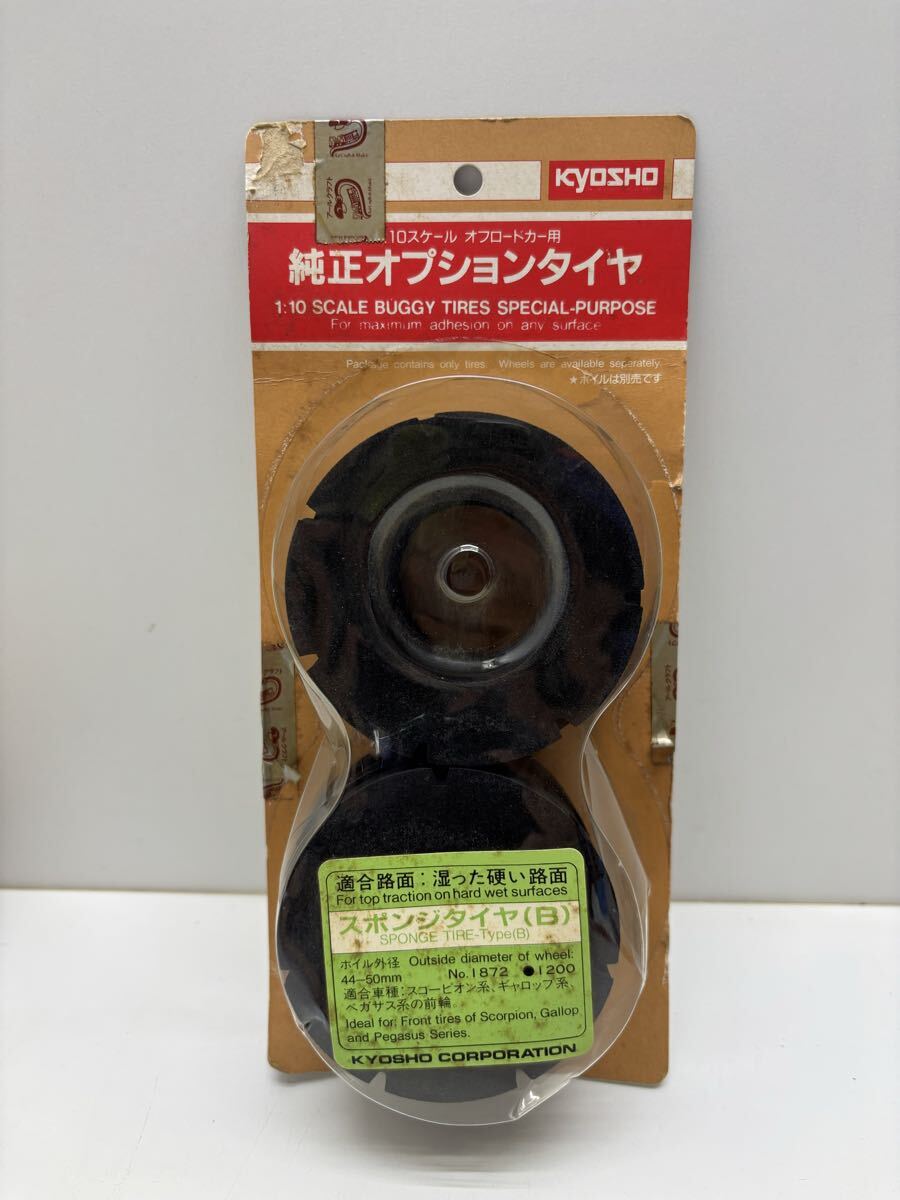 KYOSHO
アールクラフト
10スケール オフロードカー用
純正オプションタイヤ
1:10 SCALE BUGGY TIRES SPECIAL-PURPOSE
For maximum adhesion on any surface
Package contains only tires. Wheels are available separately.
★ホイルは別売です
適合路面：湿った硬い路面
For top traction on hard wet surfaces
スポンジタイヤ(B)
SPONGE TIRE-Type(B)
ホイル外径 Outside diameter of wheel:
44-50mm No.1872 ●1200
適合車種：スコーピオン系、ギャロップ系、
ペガサス系の前輪。
Ideal for: Front tires of Scorpion, Gallop
and Pegasus Series.
KYOSHO CORPORATION